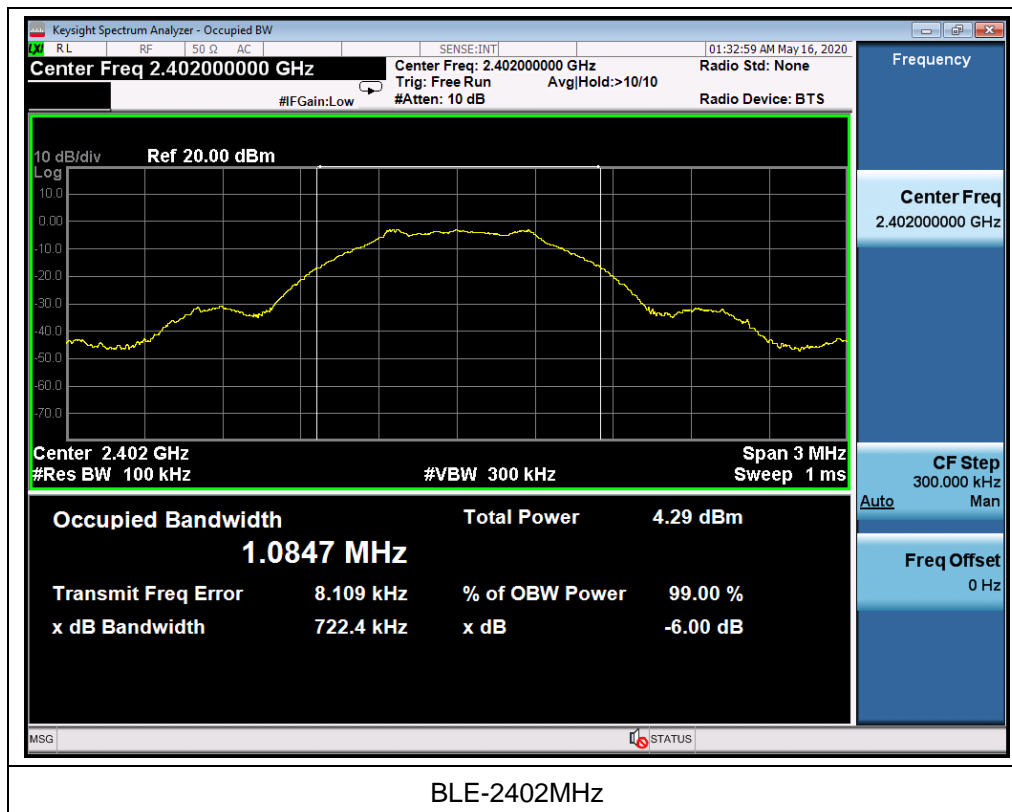 Keysight Spectrum Analyzer - Occupied BW
LXI RL RF 50 Ω AC SENSE:INT 01:32:59 AM May 16, 2020
Center Freq 2.402000000 GHz
Center Freq: 2.402000000 GHz Radio Std: None
Trig: Free Run Avg|Hold:>10/10
#IFGain:Low #Atten: 10 dB Radio Device: BTS
Frequency
10 dB/div Ref 20.00 dBm
Log
10.0
0.00
-10.0
-20.0
-30.0
-40.0
-50.0
-60.0
-70.0
Center 2.402 GHz Span 3 MHz
#Res BW 100 kHz #VBW 300 kHz Sweep 1 ms
Center Freq
2.402000000 GHz
CF Step
300.000 kHz
Auto Man
Freq Offset
0 Hz
Occupied Bandwidth Total Power 4.29 dBm
1.0847 MHz
Transmit Freq Error 8.109 kHz % of OBW Power 99.00 %
x dB Bandwidth 722.4 kHz x dB -6.00 dB
MSG STATUS
BLE-2402MHz